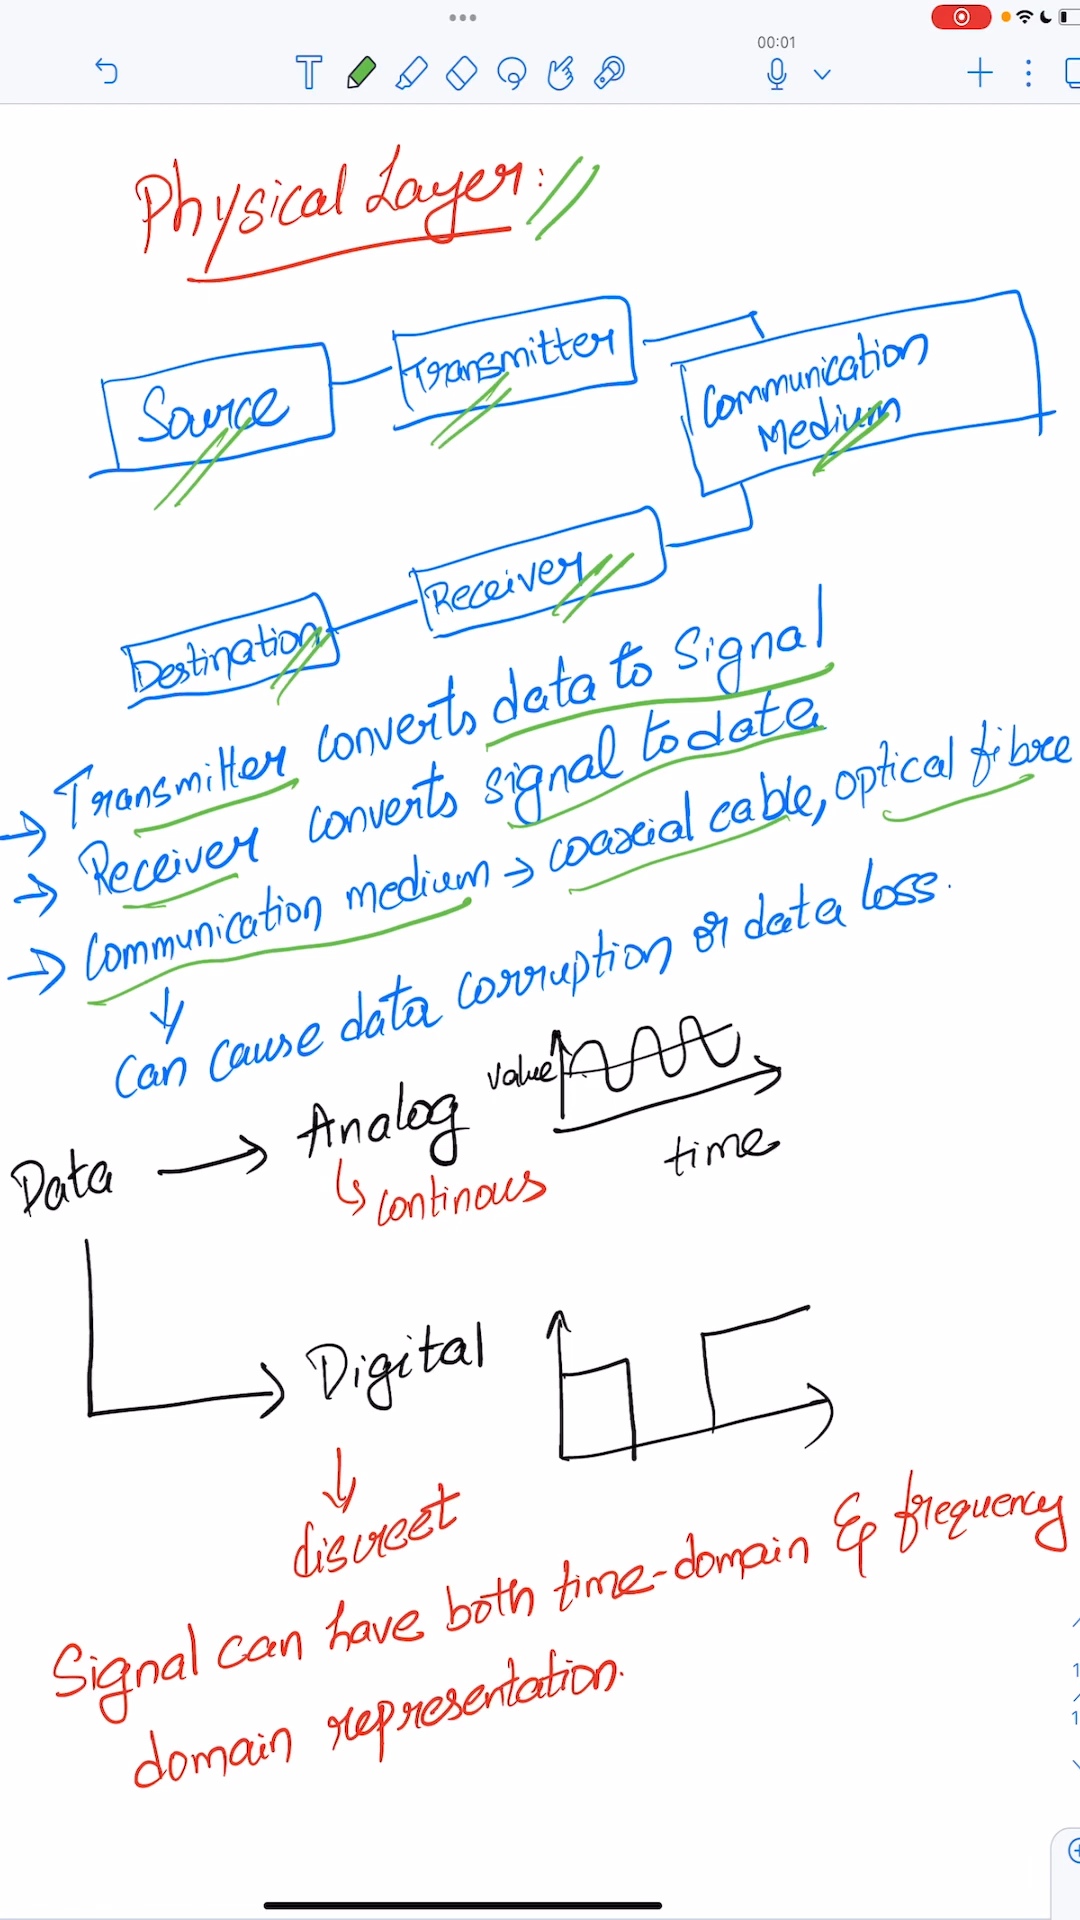 00:01
T
Physical Layer:
Source
Transmitter
Communication
Medium
Receiver
Destination
→ Transmitter converts data to Signal
→ Receiver converts signal to data
→ Communication medium → coaxial cable, optical fibre
↓
Can cause data corruption or data loss.
value
time
Data → Analog
↳ continous
Digital
↓
disreet
Signal can have both time-domain & frequency
domain representation.